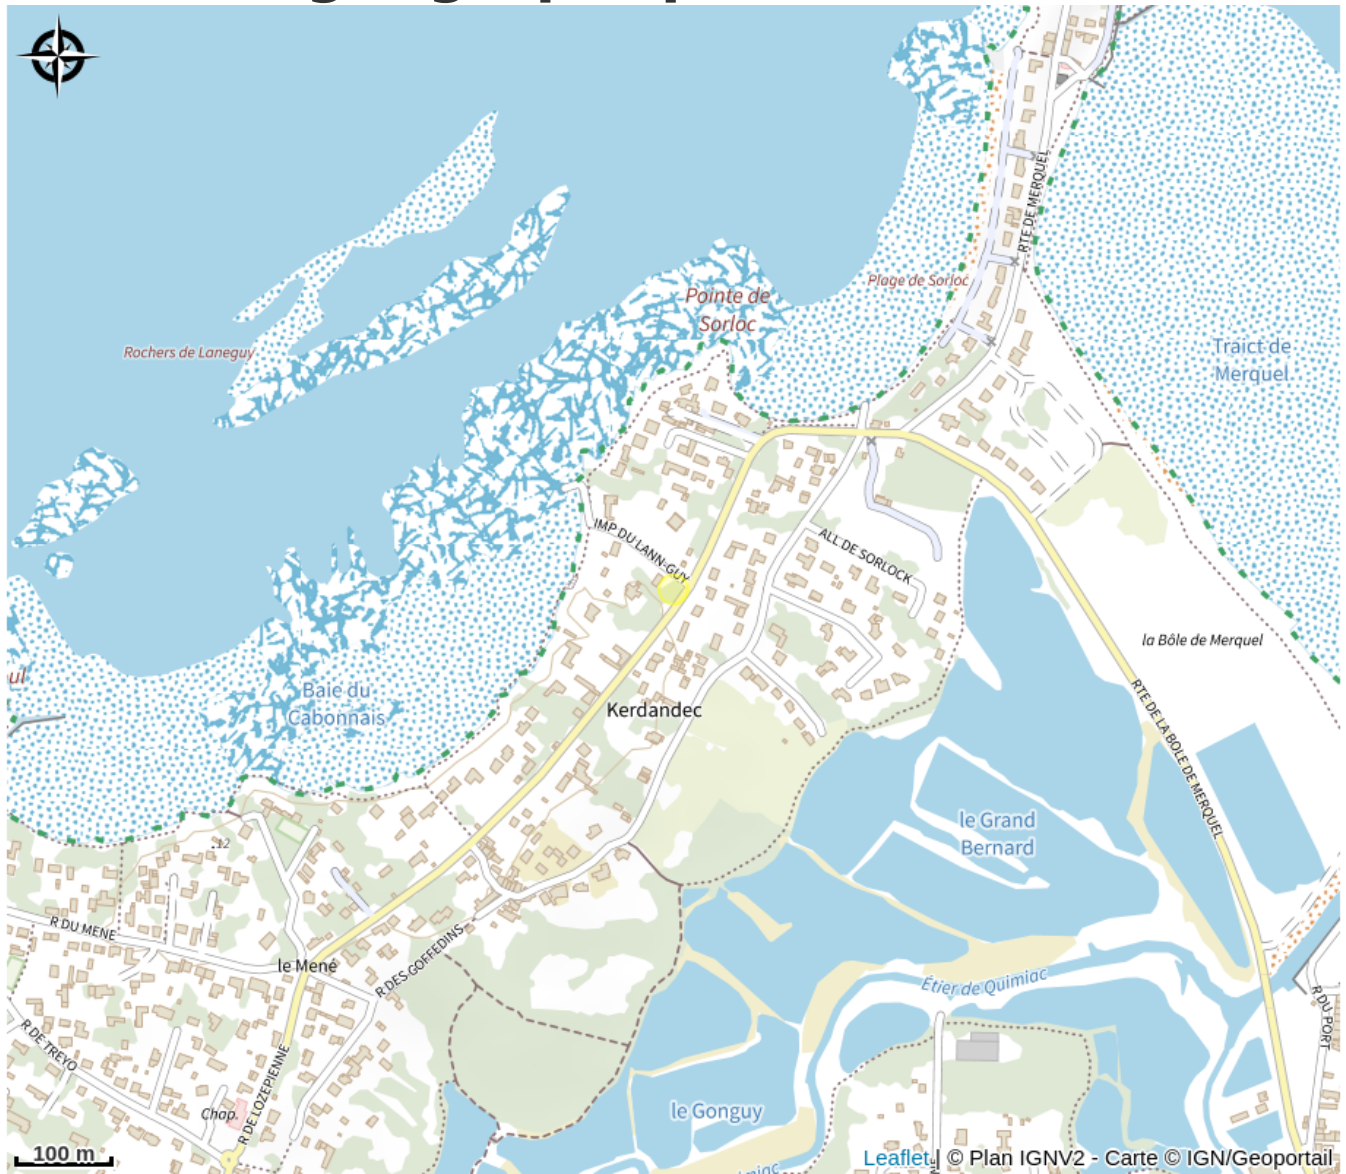 RTE DE MERQUEL
Plage de Sorloc
Pointe de
Sorloc
Rochers de Laneguy
Traict de
Merquel
IMP DU LANN-GUY
ALL DE SORLOCK
la Bôle de Merquel
ul
Baie du
Cabonnais
Kerdandec
RTE DE LA BOLE DE MERQUEL
le Grand
Bernard
12
R DU MENE
le Mené
R DES GOFFEDINS
Étier de Quimiac
R DU PORT
R DE TREYO
R DE LOZEPIENNE
Chap.
le Gonguy
100 m
Leaflet | © Plan IGNV2 - Carte © IGN/Geoportail